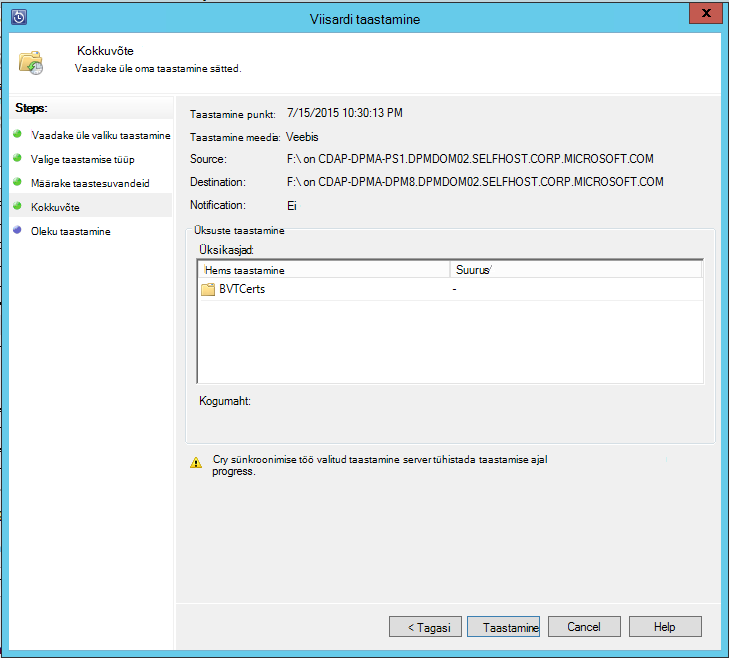 Viisardi taastamine
x
Kokkuvõte
Vaadake üle oma taastamine sätted.
Steps:
Vaadake üle valiku taastamine
Valige taastamise tüüp
Määrake taastesuvandeid
Kokkuvõte
Oleku taastamine
Taastamine punkt: 7/15/2015 10:30:13 PM
Taastamine meedia: Veebis
Source: F:\ on CDAP-DPMA-PS1.DPMDOM02.SELFHOST.CORP.MICROSOFT.COM
Destination: F:\ on CDAP-DPMA-DPM8.DPMDOM02.SELFHOST.CORP.MICROSOFT.COM
Notification: Ei
Üksuste taastamine
Üksikasjad:
Hems taastamine Suurus
BVTCerts -
Kogumaht:
Cry sünkroonimise töö valitud taastamine server tühistada taastamise ajal
progress.
< Tagasi Taastamine Cancel Help